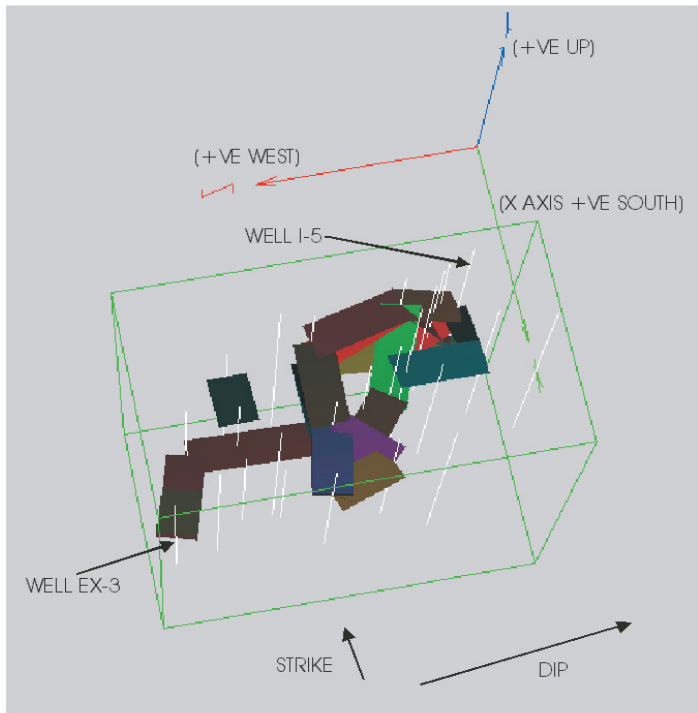 (+VE UP)
(+VE WEST)
(X AXIS +VE SOUTH)
WELL I-5
WELL EX-3
STRIKE
DIP